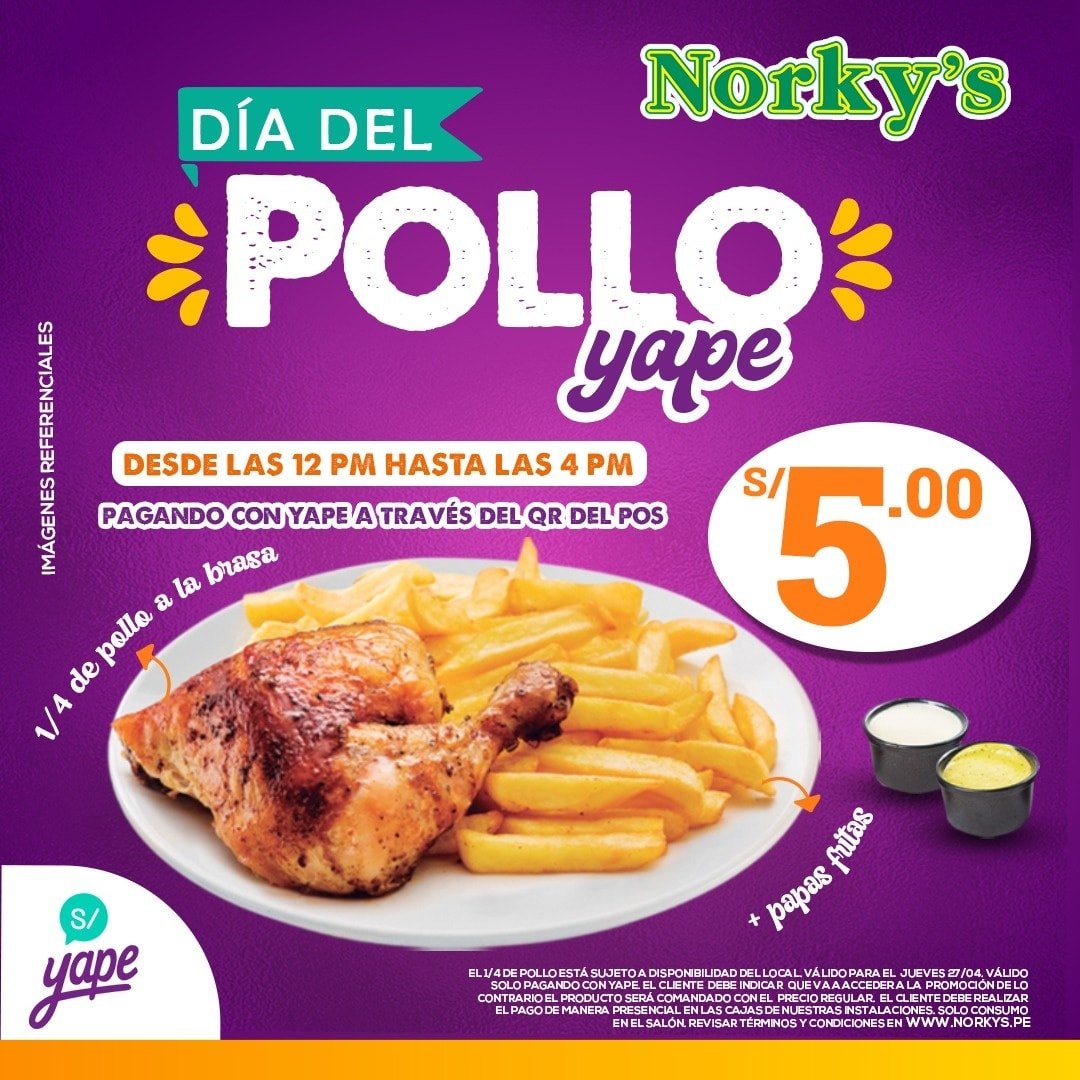 Norky's
DÍA DEL
POLLO
yape
IMÁGENES REFERENCIALES
DESDE LAS 12 PM HASTA LAS 4 PM
PAGANDO CON YAPE A TRAVÉS DEL QR DEL POS
S/5.00
1/4 de pollo a la brasa
+ papas fritas
S/
yape
EL 1/4 DE POLLO ESTÁ SUJETO A DISPONIBILIDAD DEL LOCAL. VÁLIDO PARA EL JUEVES 27/04. VÁLIDO
SOLO PAGANDO CON YAPE. EL CLIENTE DEBE INDICAR QUE VA A ACCEDER A LA PROMOCIÓN DE LO
CONTRARIO EL PRODUCTO SERÁ COMANDADO CON EL PRECIO REGULAR. EL CLIENTE DEBE REALIZAR
EL PAGO DE MANERA PRESENCIAL EN LAS CAJAS DE NUESTRAS INSTALACIONES. SOLO CONSUMO
EN EL SALÓN. REVISAR TÉRMINOS Y CONDICIONES EN WWW.NORKYS.PE